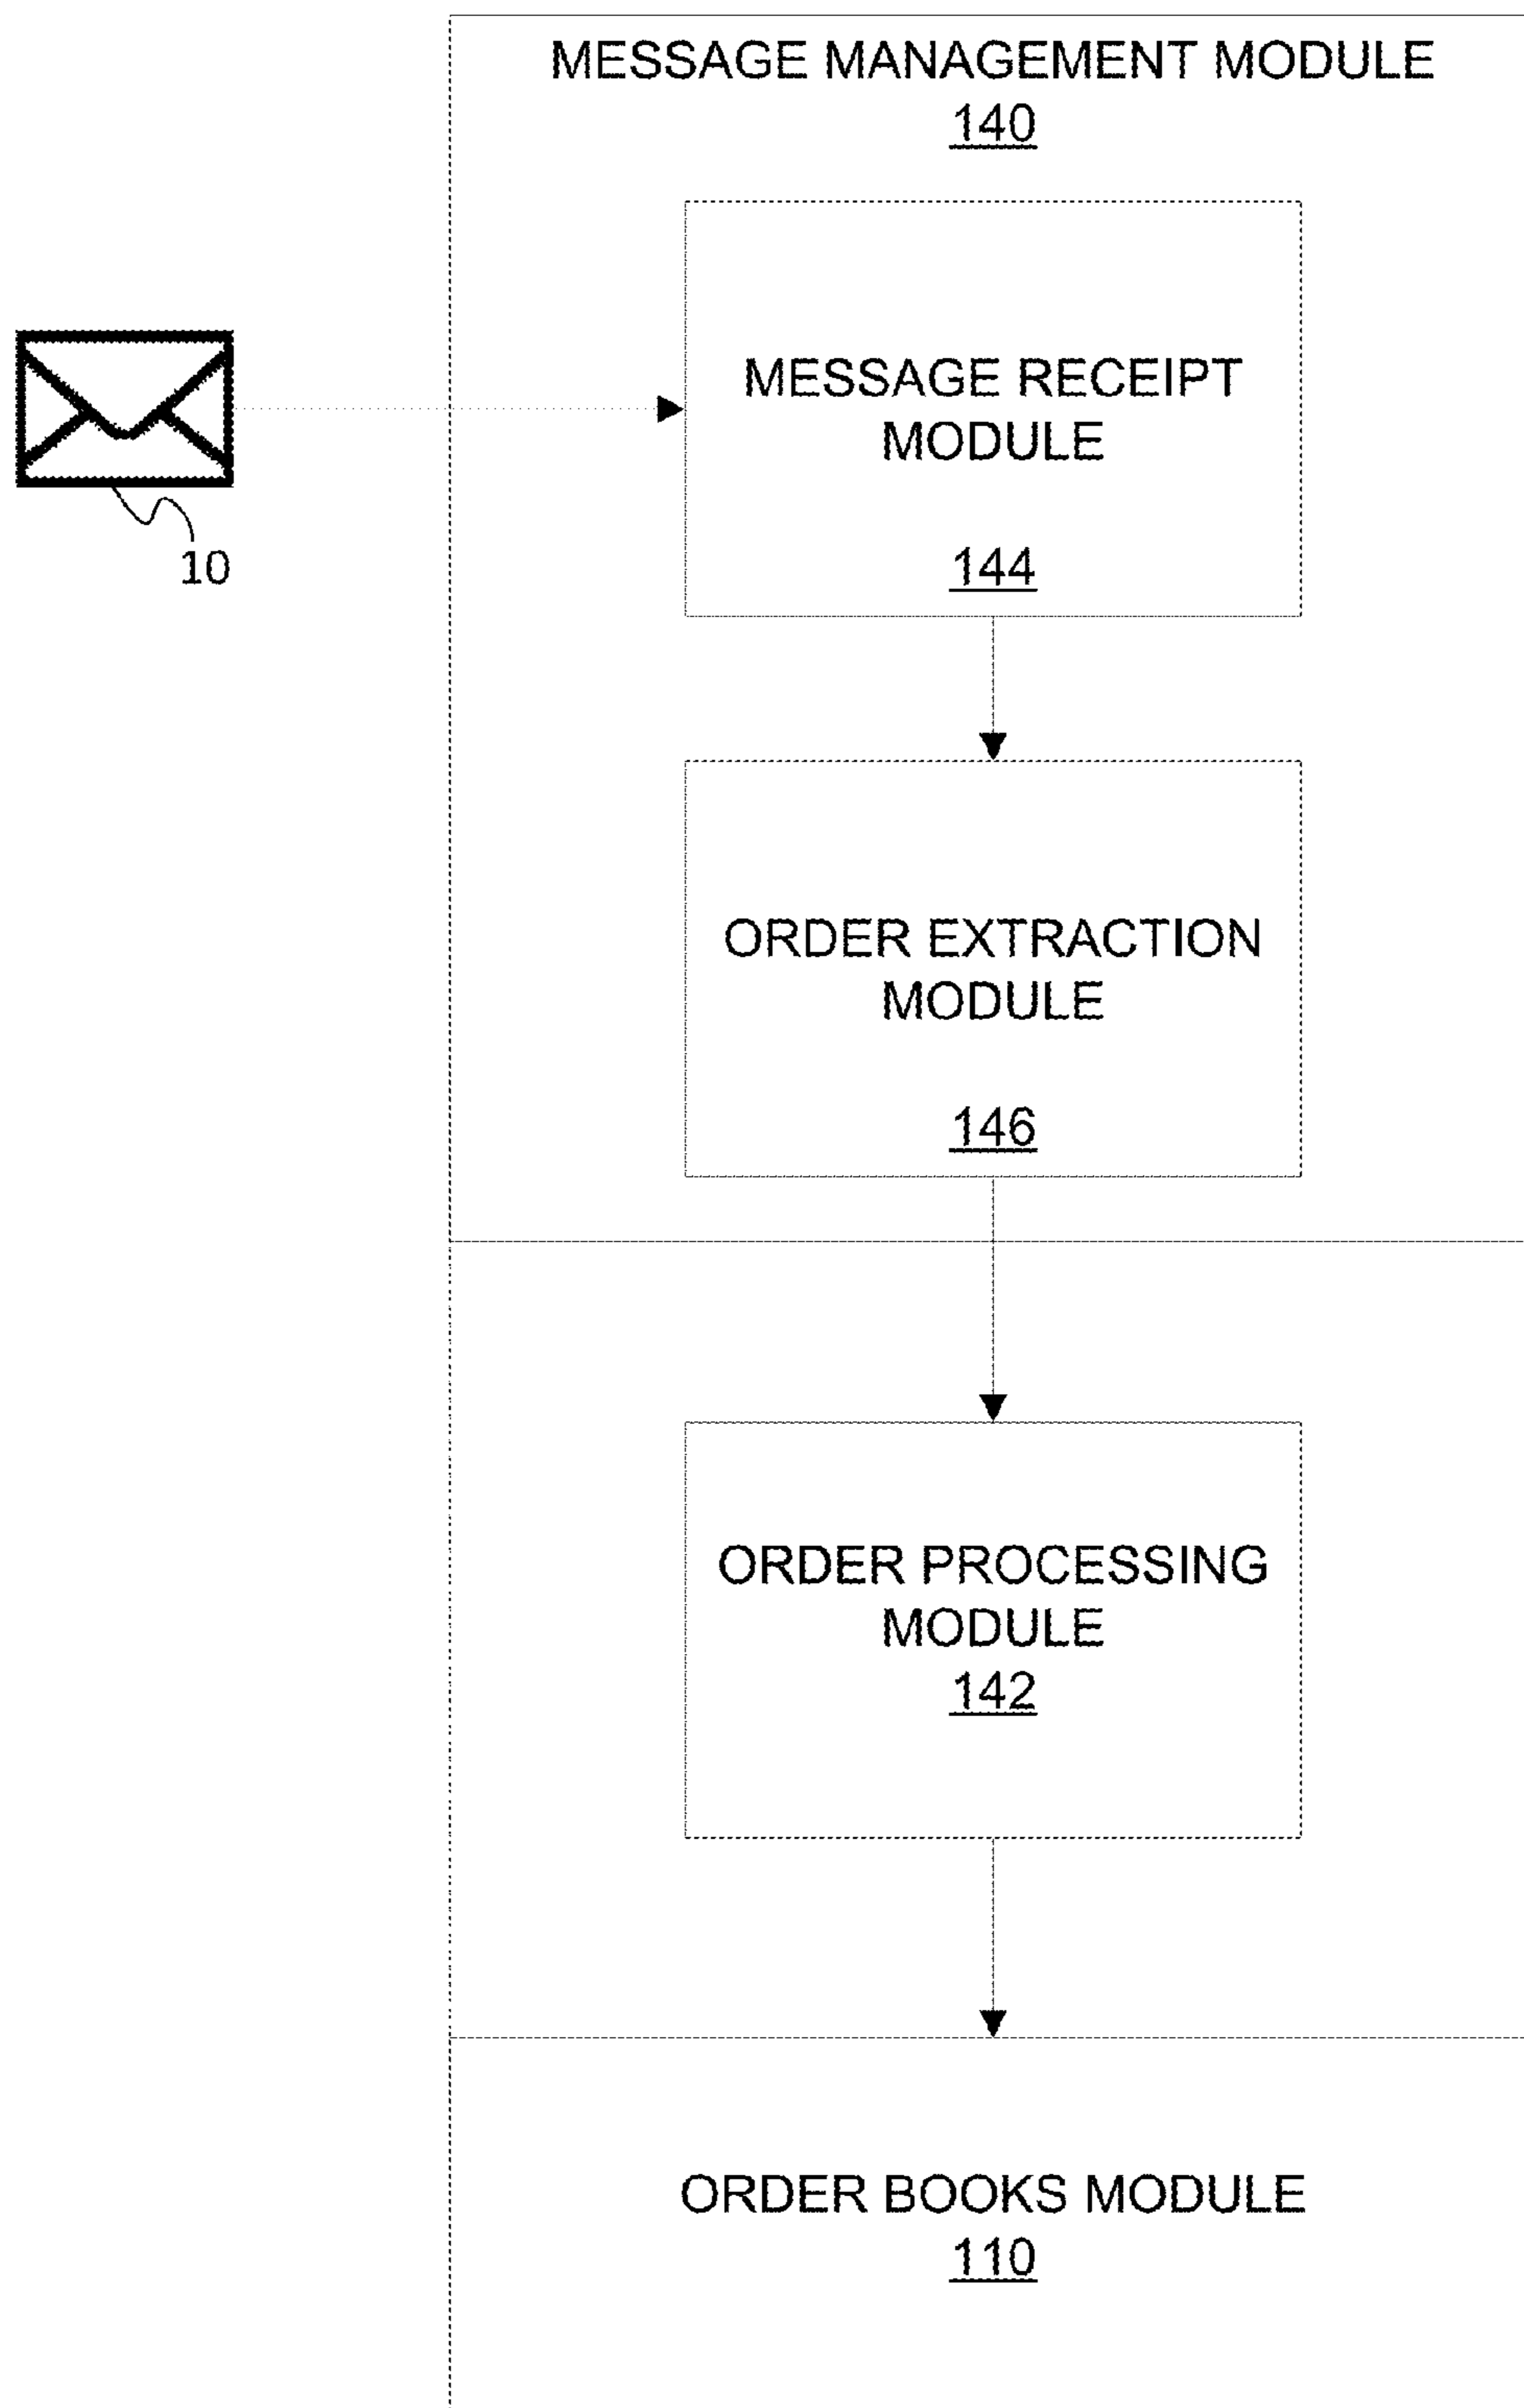 MESSAGE MANAGEMENT MODULE
140
MESSAGE RECEIPT
MODULE
144
10
ORDER EXTRACTION
MODULE
146
ORDER PROCESSING
MODULE
142
ORDER BOOKS MODULE
110